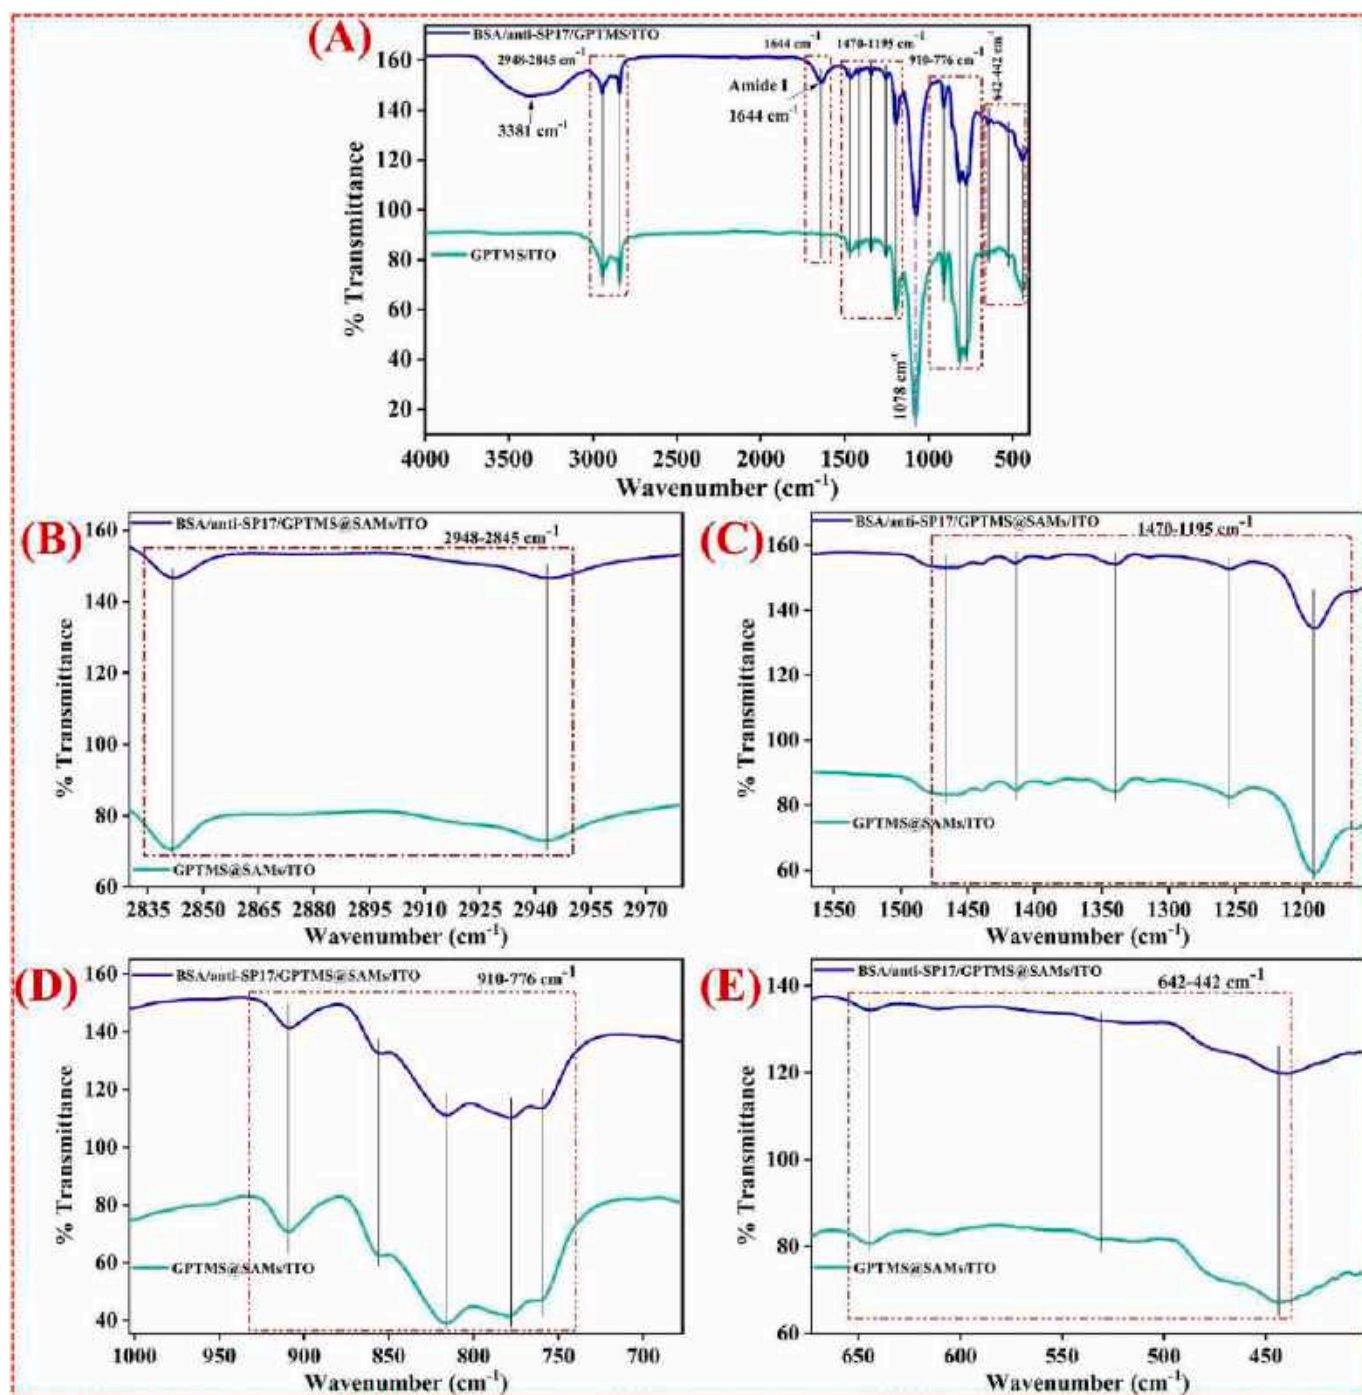 (A)
BSA/anti-SP17/GPTMS/ITO
2948-2845 cm⁻¹
1644 cm⁻¹
1470-1195 cm⁻¹
910-776 cm⁻¹
642-442 cm⁻¹
Amide I
1644 cm⁻¹
3381 cm⁻¹
GPTMS/ITO
1078 cm⁻¹
% Transmittance
160
140
120
100
80
60
40
20
4000 3500 3000 2500 2000 1500 1000 500
Wavenumber (cm⁻¹)
(B)
BSA/anti-SP17/GPTMS@SAMs/ITO
2948-2845 cm⁻¹
GPTMS@SAMs/ITO
% Transmittance
160
140
120
100
80
60
2835 2850 2865 2880 2895 2910 2925 2940 2955 2970
Wavenumber (cm⁻¹)
(C)
BSA/anti-SP17/GPTMS@SAMs/ITO
1470-1195 cm⁻¹
GPTMS@SAMs/ITO
% Transmittance
160
140
120
100
80
60
1550 1500 1450 1400 1350 1300 1250 1200
Wavenumber (cm⁻¹)
(D)
BSA/anti-SP17/GPTMS@SAMs/ITO
910-776 cm⁻¹
GPTMS@SAMs/ITO
% Transmittance
160
140
120
100
80
60
40
1000 950 900 850 800 750 700
Wavenumber (cm⁻¹)
(E)
BSA/anti-SP17/GPTMS@SAMs/ITO
642-442 cm⁻¹
GPTMS@SAMs/ITO
% Transmittance
140
120
100
80
60
650 600 550 500 450
Wavenumber (cm⁻¹)